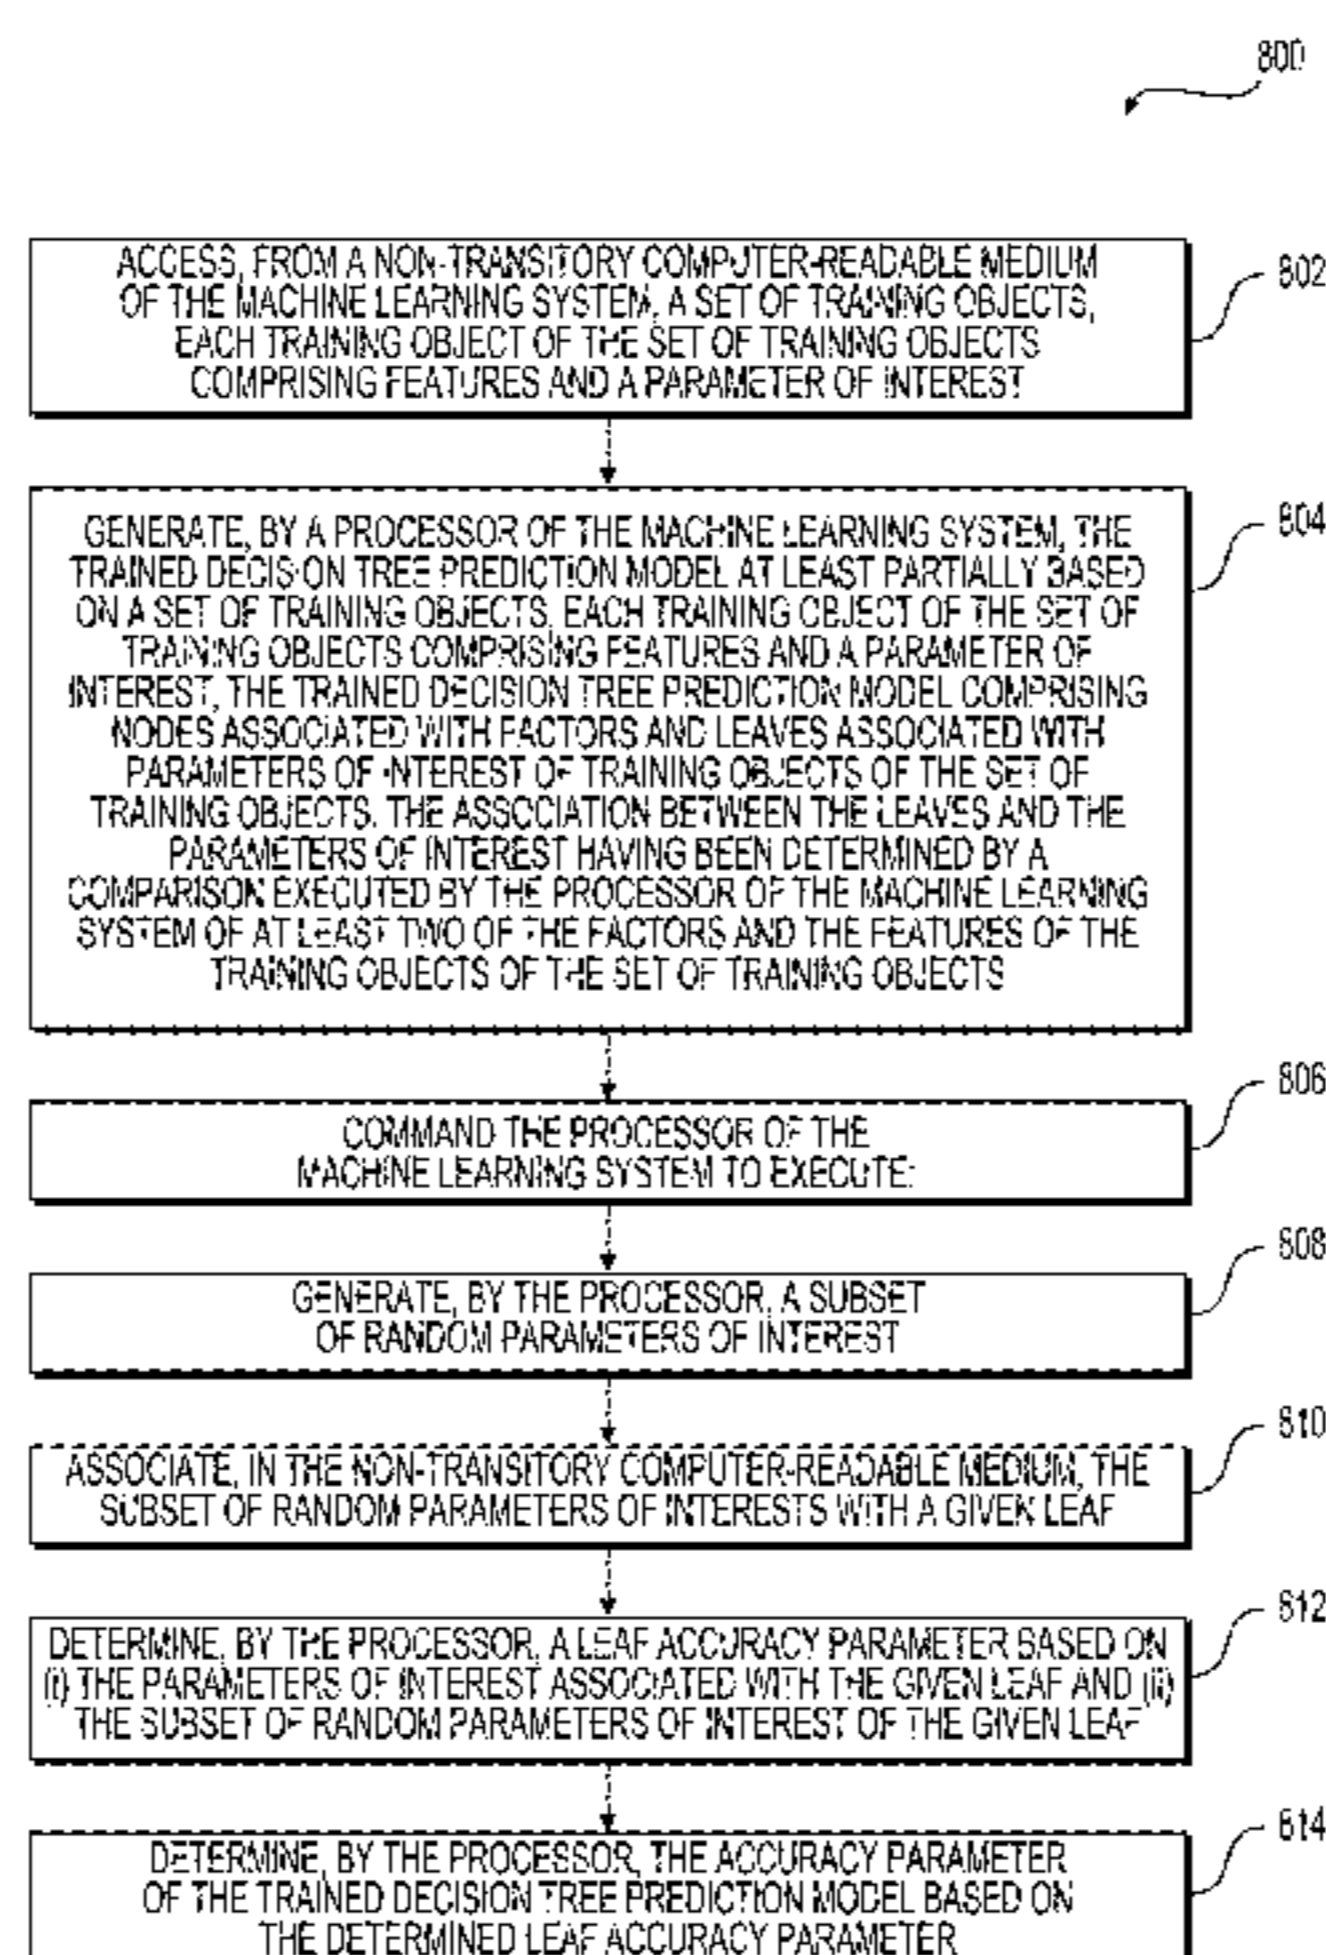 800
ACCESS, FROM A NON-TRANSITORY COMPUTER-READABLE MEDIUM
OF THE MACHINE LEARNING SYSTEM, A SET OF TRAINING OBJECTS,
EACH TRAINING OBJECT OF THE SET OF TRAINING OBJECTS
COMPRISING FEATURES AND A PARAMETER OF INTEREST
802
GENERATE, BY A PROCESSOR OF THE MACHINE LEARNING SYSTEM, THE
TRAINED DECISION TREE PREDICTION MODEL AT LEAST PARTIALLY BASED
ON A SET OF TRAINING OBJECTS, EACH TRAINING OBJECT OF THE SET OF
TRAINING OBJECTS COMPRISING FEATURES AND A PARAMETER OF
INTEREST, THE TRAINED DECISION TREE PREDICTION MODEL COMPRISING
NODES ASSOCIATED WITH FACTORS AND LEAVES ASSOCIATED WITH
PARAMETERS OF INTEREST OF TRAINING OBJECTS OF THE SET OF
TRAINING OBJECTS, THE ASSOCIATION BETWEEN THE LEAVES AND THE
PARAMETERS OF INTEREST HAVING BEEN DETERMINED BY A
COMPARISON EXECUTED BY THE PROCESSOR OF THE MACHINE LEARNING
SYSTEM OF AT LEAST TWO OF THE FACTORS AND THE FEATURES OF THE
TRAINING OBJECTS OF THE SET OF TRAINING OBJECTS
804
COMMAND THE PROCESSOR OF THE
MACHINE LEARNING SYSTEM TO EXECUTE:
806
GENERATE, BY THE PROCESSOR, A SUBSET
OF RANDOM PARAMETERS OF INTEREST
808
ASSOCIATE, IN THE NON-TRANSITORY COMPUTER-READABLE MEDIUM, THE
SUBSET OF RANDOM PARAMETERS OF INTERESTS WITH A GIVEN LEAF
810
DETERMINE, BY THE PROCESSOR, A LEAF ACCURACY PARAMETER BASED ON
(i) THE PARAMETERS OF INTEREST ASSOCIATED WITH THE GIVEN LEAF AND (ii)
THE SUBSET OF RANDOM PARAMETERS OF INTEREST OF THE GIVEN LEAF
812
DETERMINE, BY THE PROCESSOR, THE ACCURACY PARAMETER
OF THE TRAINED DECISION TREE PREDICTION MODEL BASED ON
THE DETERMINED LEAF ACCURACY PARAMETER
814